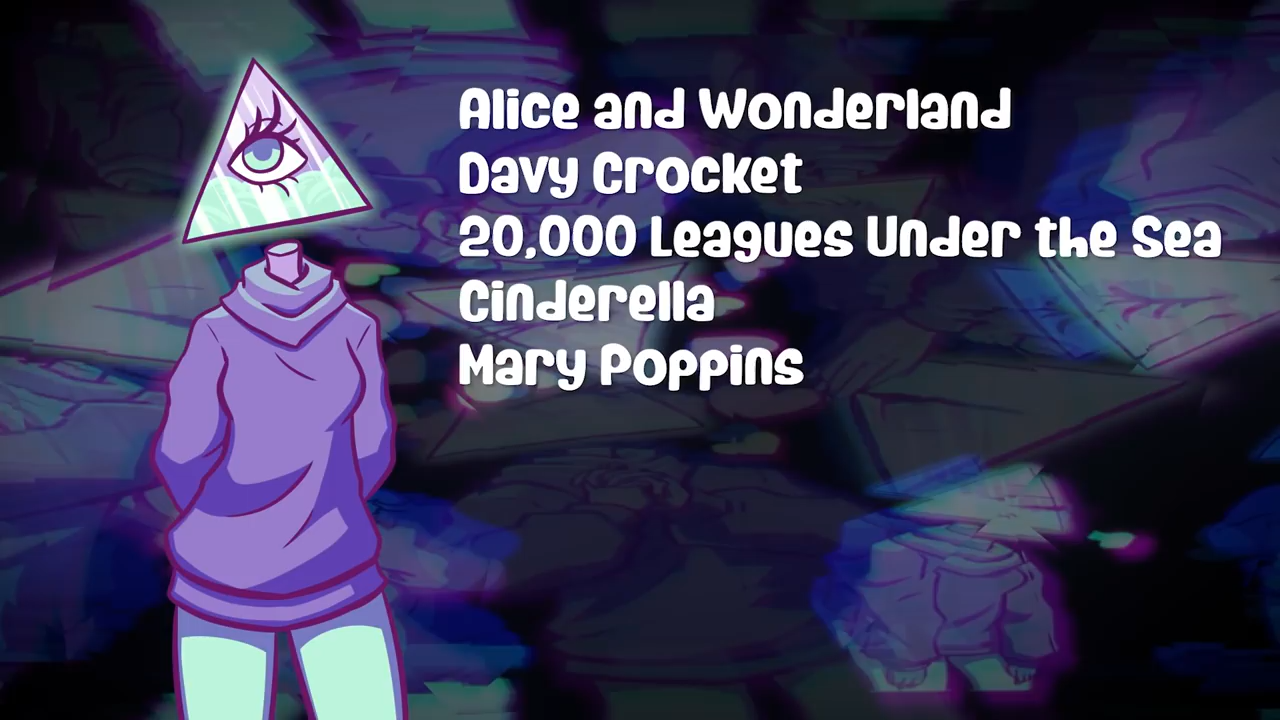 Alice and Wonderland
Davy Crocket
20,000 Leagues Under the Sea
Cinderella
Mary Poppins